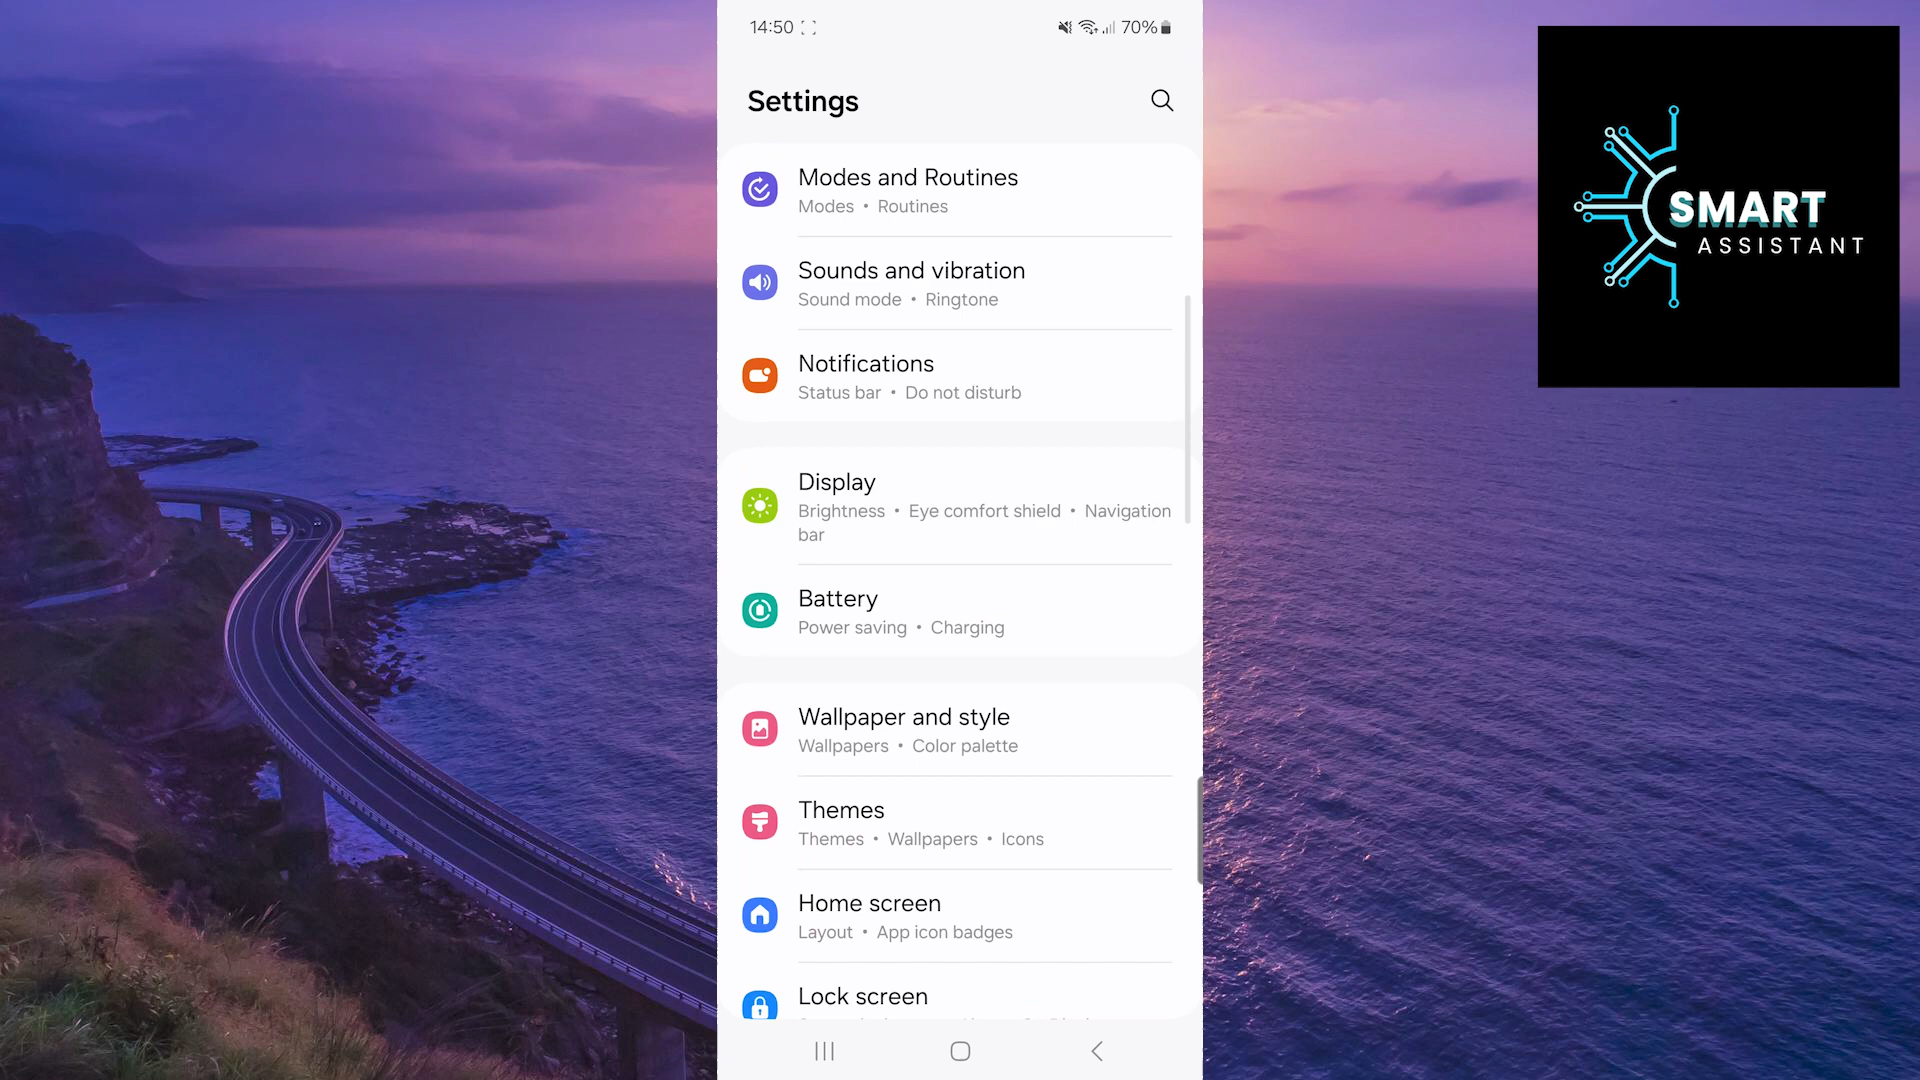 14:50
70%
Settings
Modes and Routines
Modes • Routines
Sounds and vibration
Sound mode • Ringtone
Notifications
Status bar • Do not disturb
Display
Brightness • Eye comfort shield • Navigation
bar
Battery
Power saving • Charging
Wallpaper and style
Wallpapers • Color palette
Themes
Themes • Wallpapers • Icons
Home screen
Layout • App icon badges
Lock screen
SMART
ASSISTANT